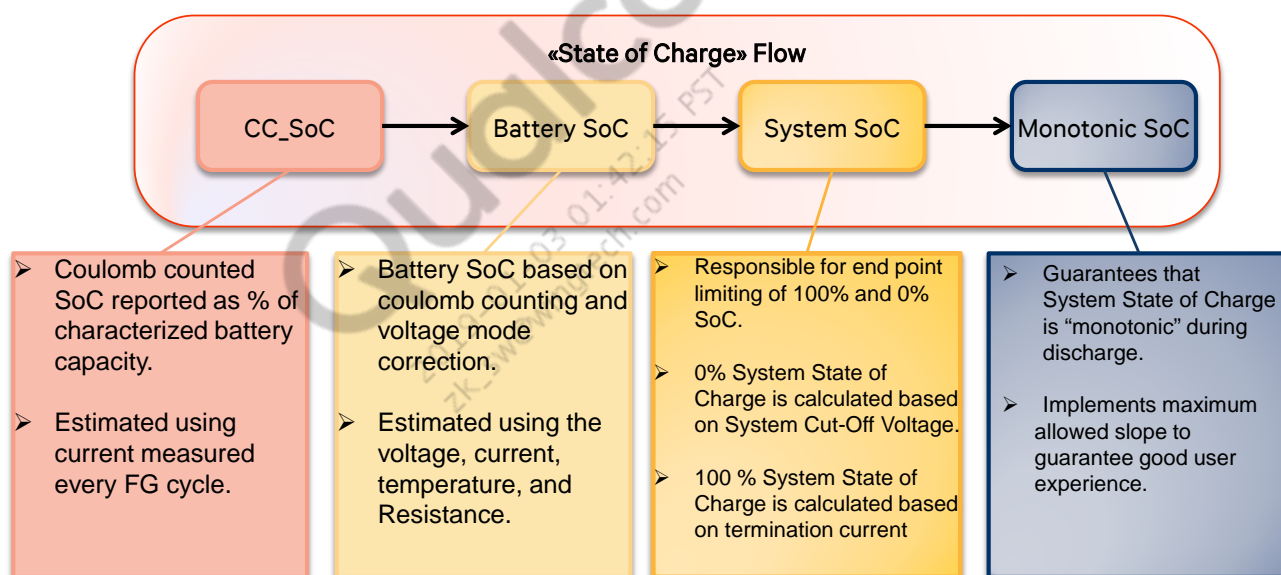 «State of Charge» Flow
CC_SoC
Battery SoC
System SoC
Monotonic SoC
➢ Coulomb counted
SoC reported as % of
characterized battery
capacity.
➢ Estimated using
current measured
every FG cycle.
➢ Battery SoC based on
coulomb counting and
voltage mode
correction.
➢ Estimated using the
voltage, current,
temperature, and
Resistance.
➢ Responsible for end point
limiting of 100% and 0%
SoC.
➢ 0% System State of
Charge is calculated based
on System Cut-Off Voltage.
➢ 100 % System State of
Charge is calculated based
on termination current
➢ Guarantees that
System State of Charge
is “monotonic” during
discharge.
➢ Implements maximum
allowed slope to
guarantee good user
experience.
Qualco